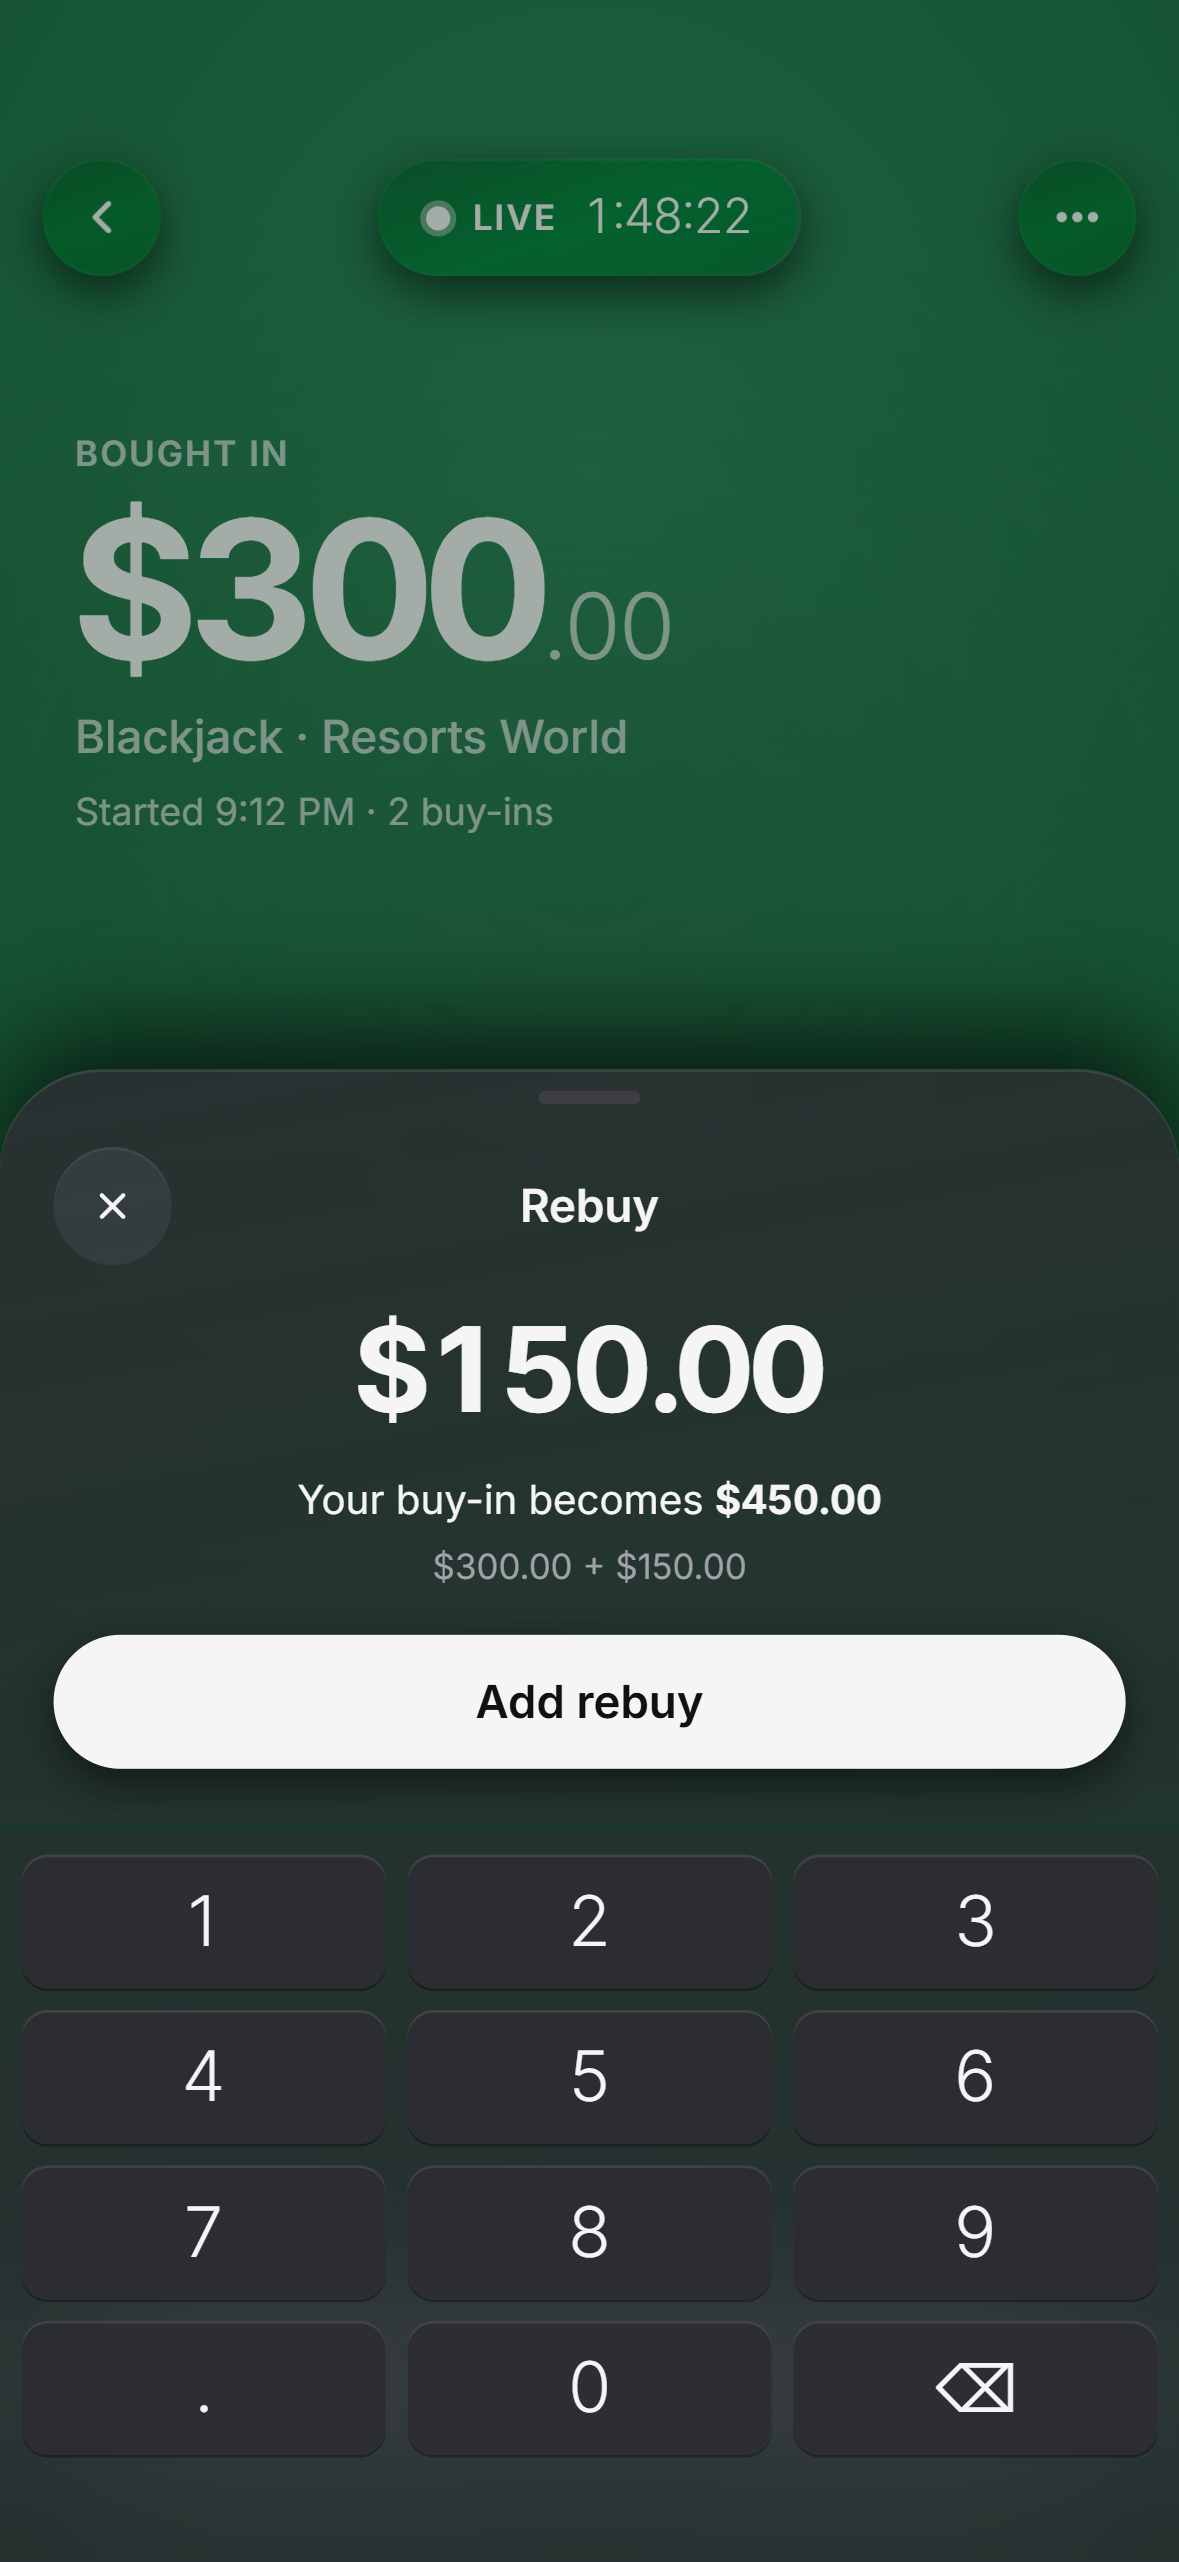 LIVE 1:48:22
BOUGHT IN
$300.00
Blackjack · Resorts World
Started 9:12 PM · 2 buy-ins
Rebuy
$150.00
Your buy-in becomes $450.00
$300.00 + $150.00
Add rebuy
1 2 3
4 5 6
7 8 9
. 0